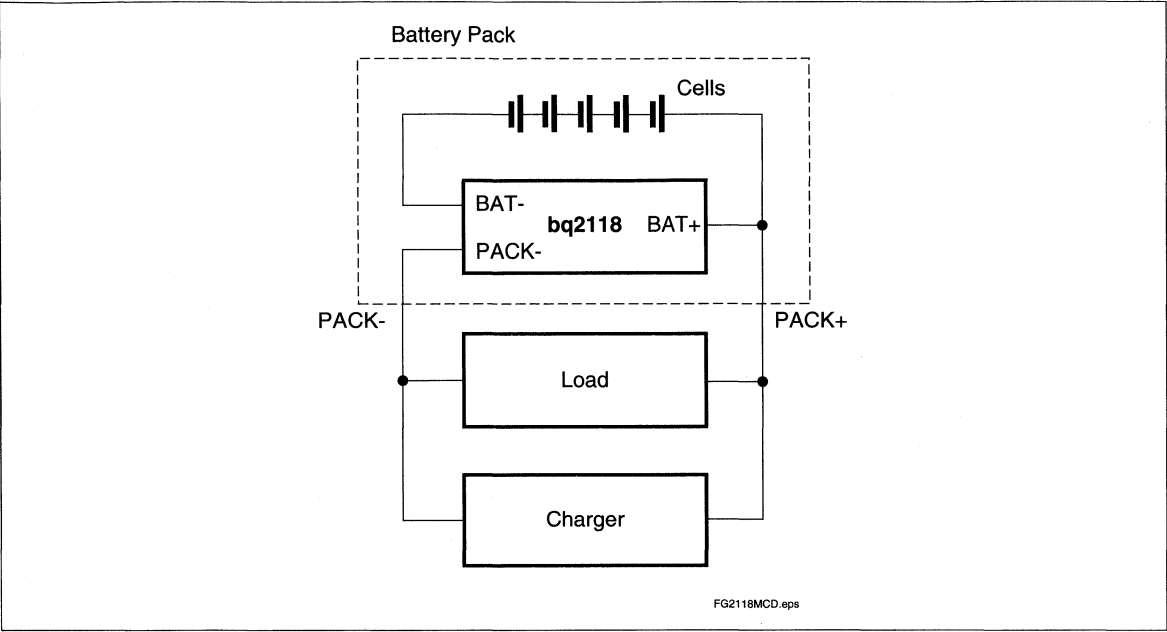 Battery Pack
Cells
BAT-
bq2118 BAT+
PACK-
PACK- PACK+
Load
Charger
FG2118MCD.eps